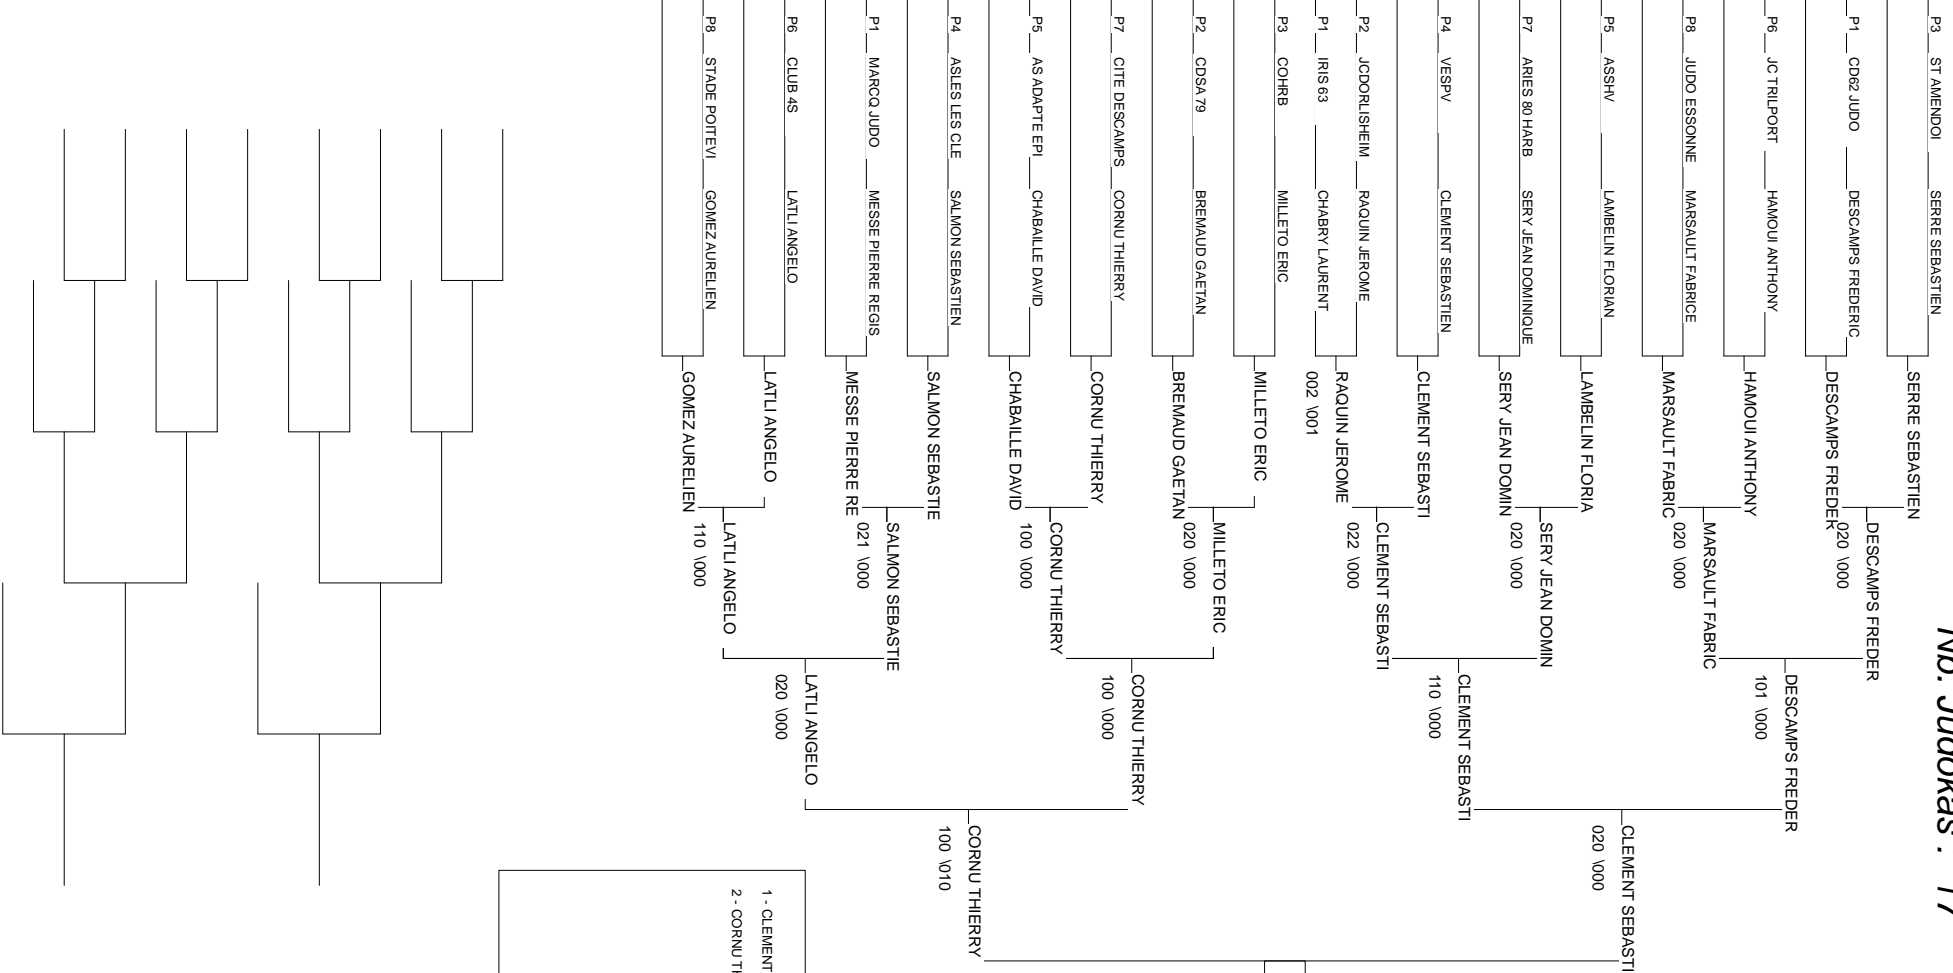 Nb. Judokas : 17
P3 ST AMENDOI SERRE SEBASTIEN
P1 CD62 JUDO DESCAMPS FREDERIC
P6 JC TRILPORT HAMOUI ANTHONY
P8 JUDO ESSONNE MARSAULT FABRICE
P5 ASSHV LAMBELIN FLORIAN
P7 ARIES 80 HARB SERY JEAN DOMINIQUE
P4 VESPV CLEMENT SEBASTIEN
P2 JCDORLISHEIM RAQUIN JEROME
P1 IRIS 63 CHABRY LAURENT
P3 COHRB MILLETO ERIC
P2 CDSA 79 BREMAUD GAETAN
P7 CITE DESCAMPS CORNU THIERRY
P5 AS ADAPTE EPI CHABAILLE DAVID
P4 ASLES LES CLE SALMON SEBASTIEN
P1 MARCQ JUDO MESSE PIERRE REGIS
P6 CLUB 4S LATLI ANGELO
P8 STADE POITEVI GOMEZ AURELIEN
SERRE SEBASTIEN
DESCAMPS FREDER
HAMOUI ANTHONY
MARSAULT FABRIC
LAMBELIN FLORIA
SERY JEAN DOMIN
CLEMENT SEBASTI
RAQUIN JEROME
002 \001
MILLETO ERIC
BREMAUD GAETAN
CORNU THIERRY
CHABAILLE DAVID
SALMON SEBASTIE
MESSE PIERRE RE
LATLI ANGELO
GOMEZ AURELIEN
DESCAMPS FREDER
020 \000
MARSAULT FABRIC
020 \000
SERY JEAN DOMIN
020 \000
CLEMENT SEBASTI
022 \000
MILLETO ERIC
020 \000
CORNU THIERRY
100 \000
SALMON SEBASTIE
021 \000
LATLI ANGELO
110 \000
DESCAMPS FREDER
101 \000
CLEMENT SEBASTI
110 \000
CORNU THIERRY
100 \000
LATLI ANGELO
020 \000
CLEMENT SEBASTI
020 \000
CORNU THIERRY
100 \010
1 - CLEMENT
2 - CORNU